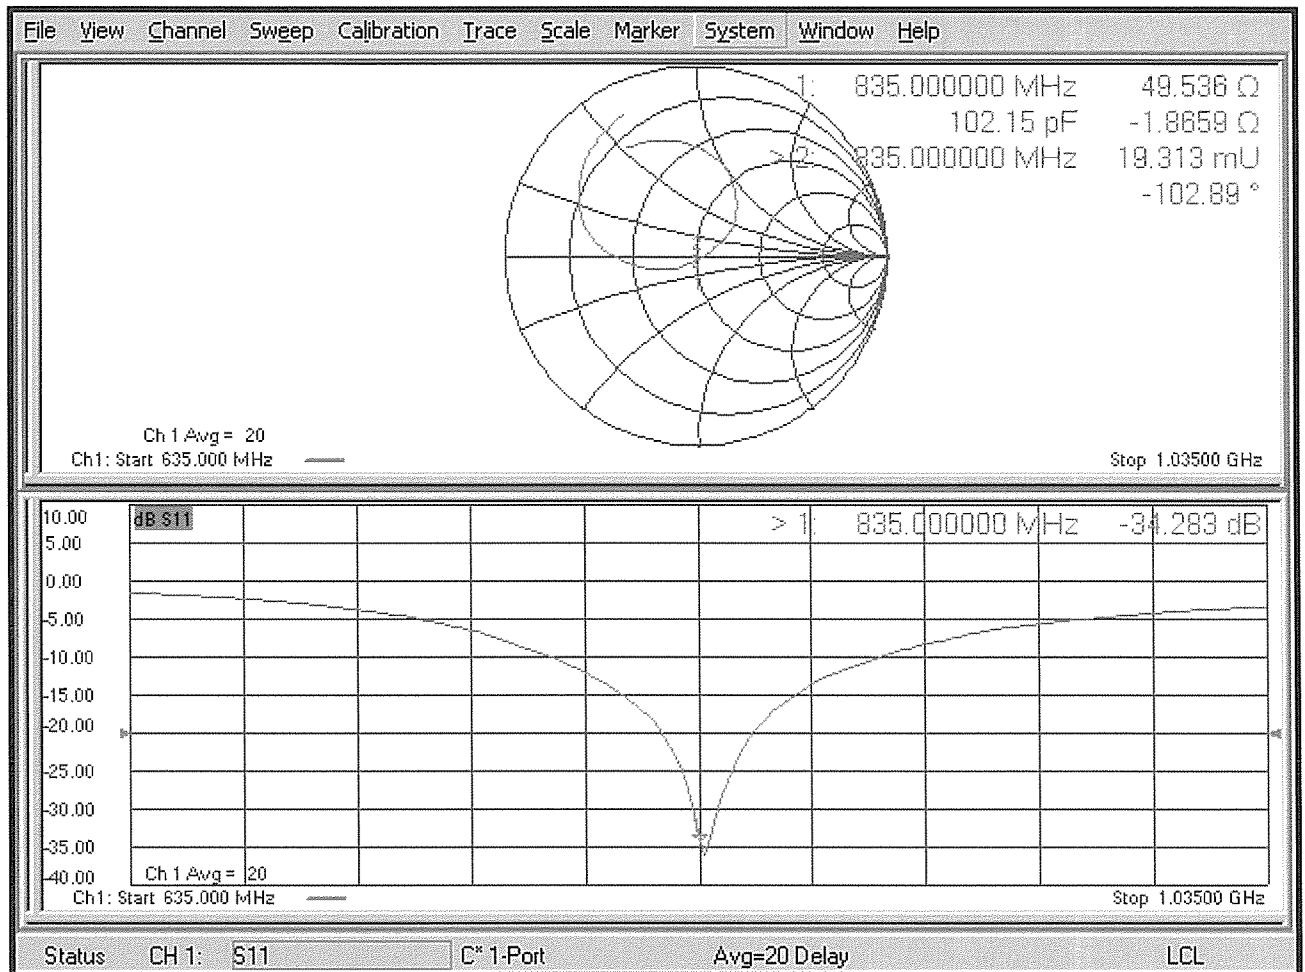 File View Channel Sweep Calibration Trace Scale Marker System Window Help
1: 835.000000 MHz 49.536 Ω
102.15 pF -1.8659 Ω
> 2: 835.000000 MHz 19.313 mU
-102.89 °
Ch 1 Avg = 20
Ch1: Start 635.000 MHz
Stop 1.03500 GHz
10.00
dB S11
> 1: 835.000000 MHz -34.283 dB
5.00
0.00
-5.00
-10.00
-15.00
-20.00
-25.00
-30.00
-35.00
-40.00
Ch 1 Avg = 20
Ch1: Start 635.000 MHz
Stop 1.03500 GHz
Status CH 1: S11 C* 1-Port Avg=20 Delay LCL